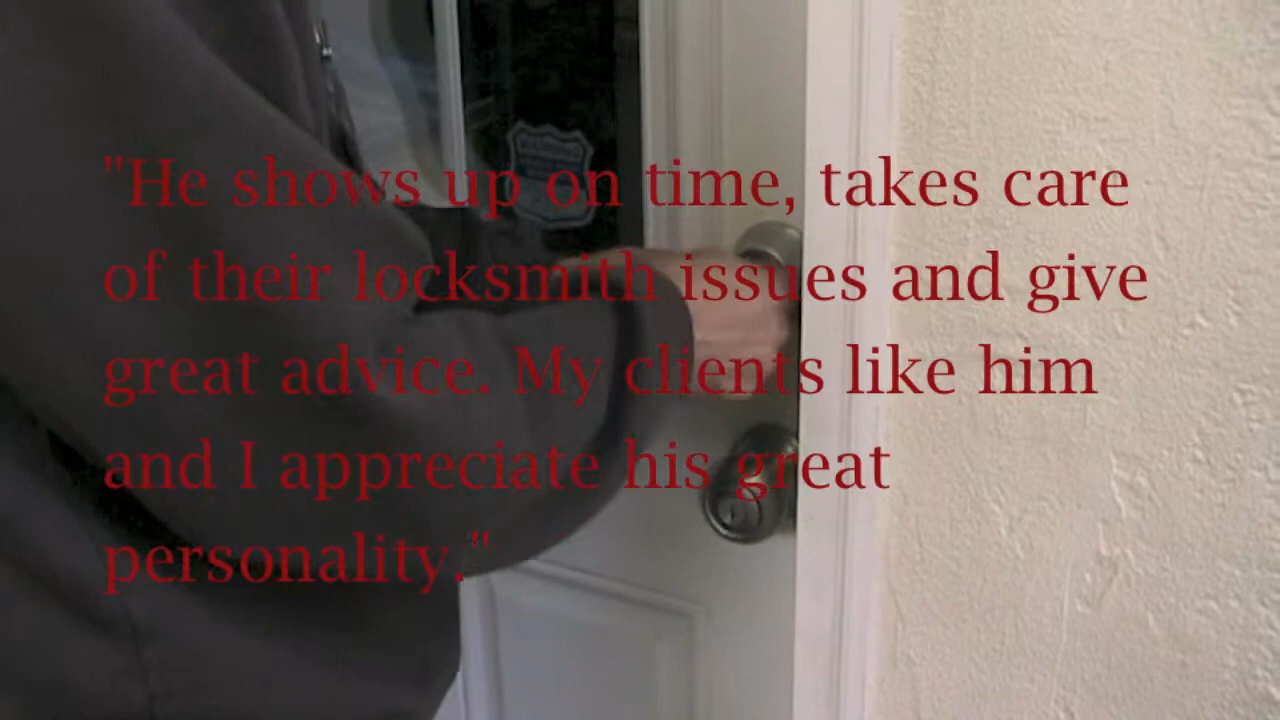 "He shows up on time, takes care
of their locksmith issues and give
great advice. My clients like him
and I appreciate his great
personality."